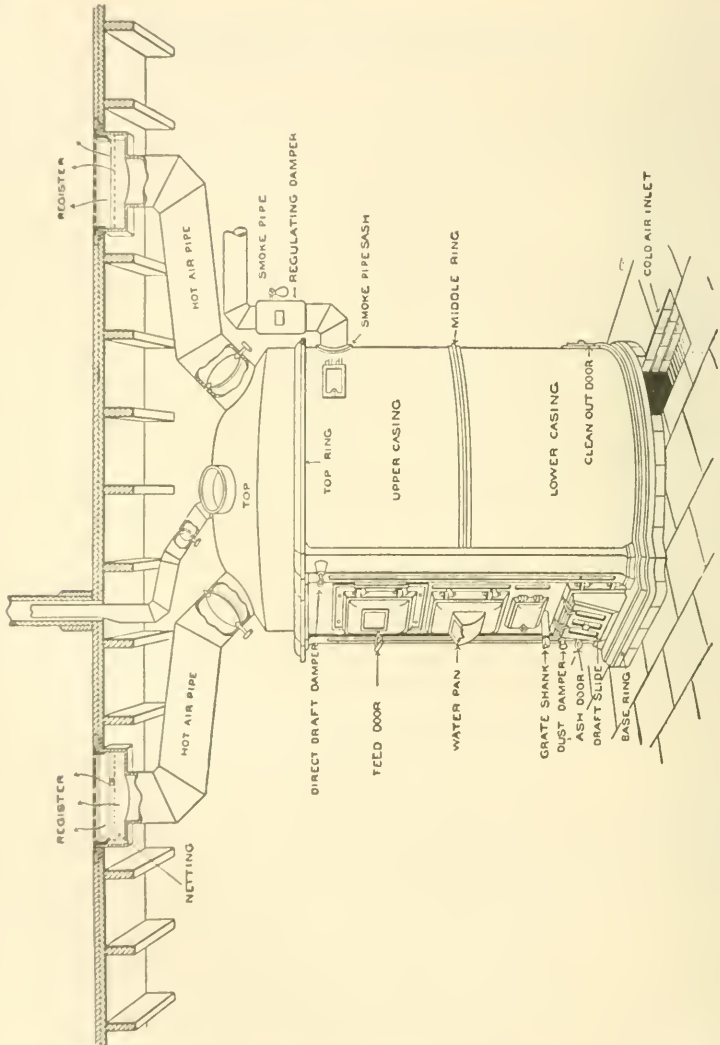 REGISTER
REGISTER
HOT AIR PIPE
HOT AIR PIPE
NETTING
SMOKE PIPE
REGULATING DAMPER
SMOKE PIPE SASH
TOP
TOP RING
UPPER CASING
MIDDLE RING
LOWER CASING
CLEAN OUT DOOR
COLD AIR INLET
DIRECT DRAFT DAMPER
FEED DOOR
WATER PAN
GRATE SHANK
DUST DAMPER
ASH DOOR
DRAFT SLIDE
BASE RING